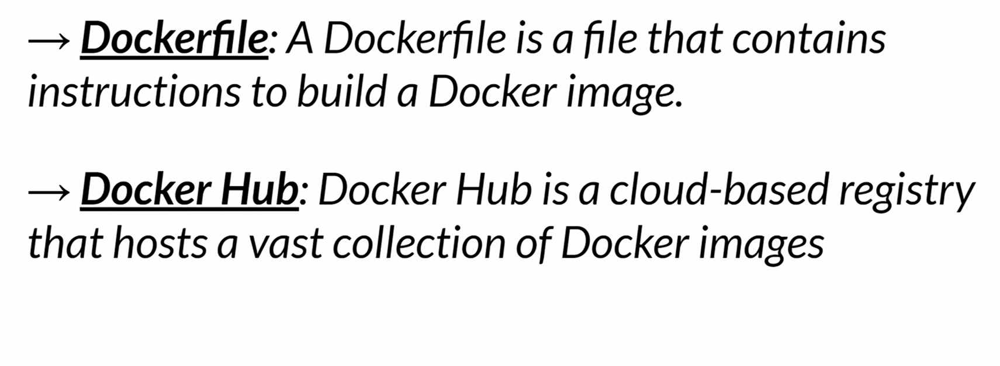 → Dockerfile: A Dockerfile is a file that contains
instructions to build a Docker image.
→ Docker Hub: Docker Hub is a cloud-based registry
that hosts a vast collection of Docker images